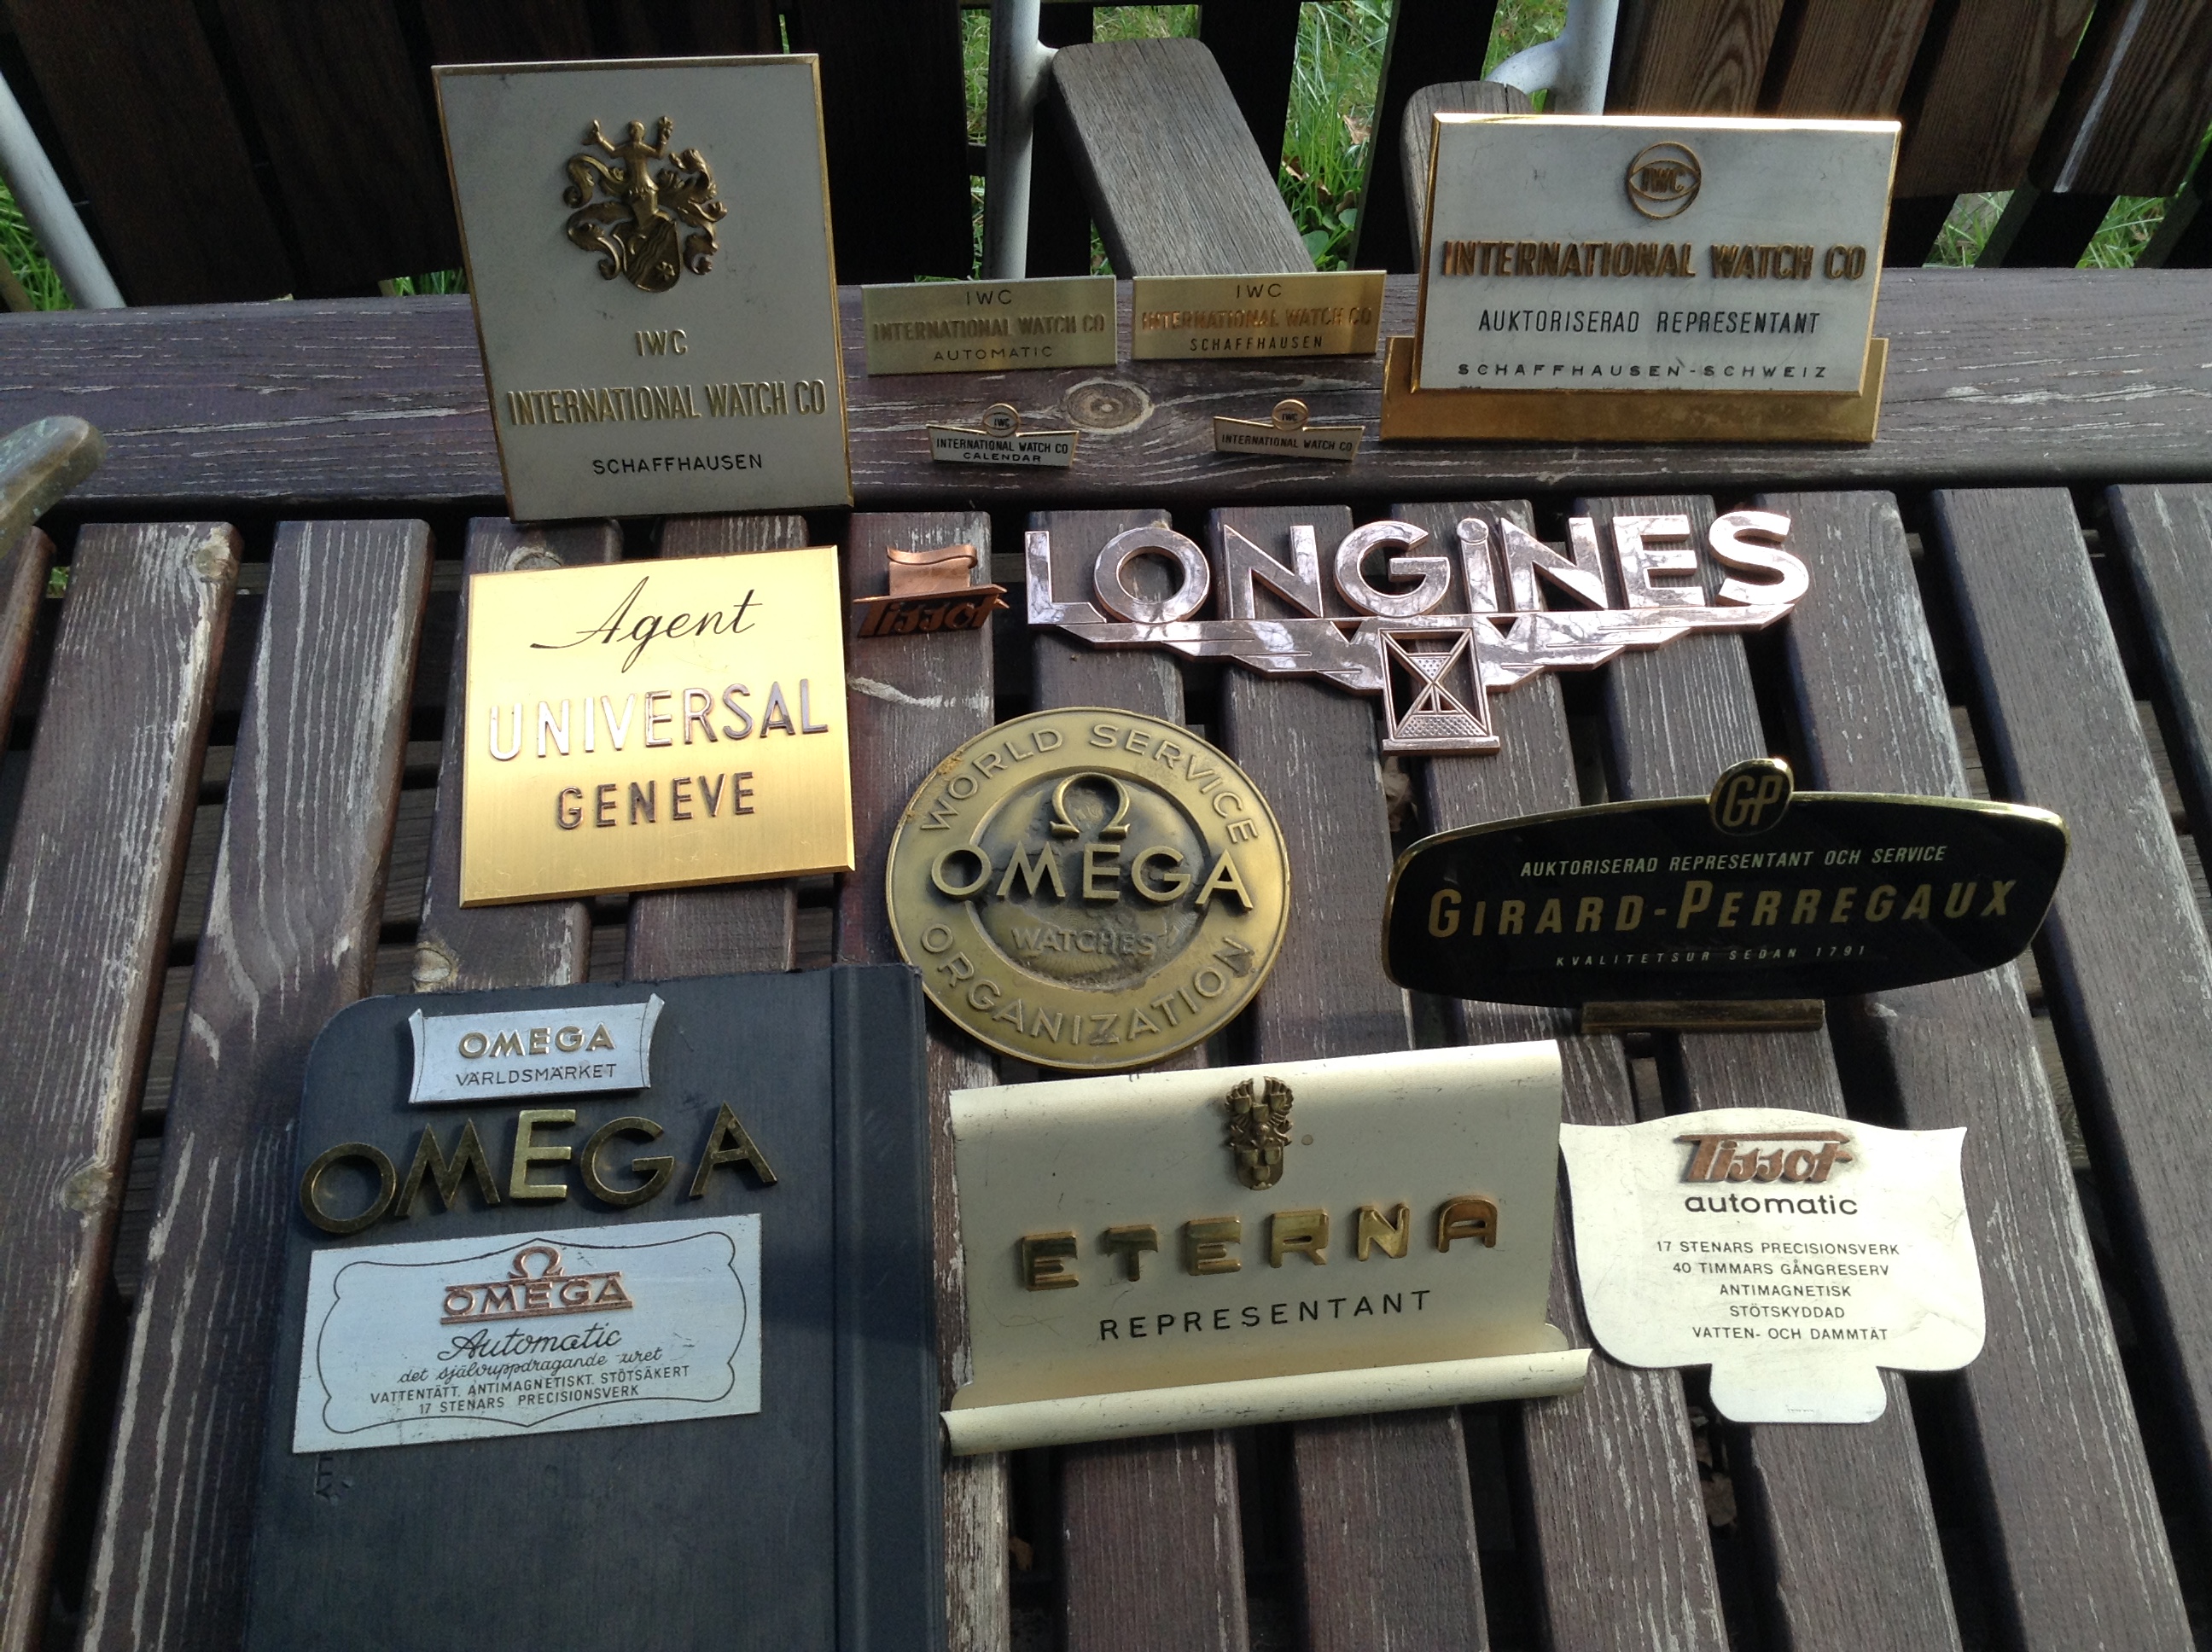 IWC
INTERNATIONAL WATCH CO
SCHAFFHAUSEN
IWC
INTERNATIONAL WATCH CO
AUTOMATIC
IWC
INTERNATIONAL WATCH CO
SCHAFFHAUSEN
IWC
INTERNATIONAL WATCH CO
AUKTORISERAD REPRESENTANT
SCHAFFHAUSEN-SCHWEIZ
IWC
INTERNATIONAL WATCH CO
CALENDAR
IWC
INTERNATIONAL WATCH CO
Agent
UNIVERSAL
GENEVE
Tissot
LONGiNES
WORLD SERVICE
Ω
OMEGA
WATCHES
ORGANIZATION
GP
AUKTORISERAD REPRESENTANT OCH SERVICE
GIRARD-PERREGAUX
KVALITETSUR SEDAN 1791
OMEGA
VÄRLDSMÄRKET
OMEGA
Ω
OMEGA
Automatic
det självuppdragande uret
VATTENTÄTT. ANTIMAGNETISKT. STÖTSÄKERT
17 STENARS PRECISIONSVERK
ETERNA
REPRESENTANT
Tissot
automatic
17 STENARS PRECISIONSVERK
40 TIMMARS GÅNGRESERV
ANTIMAGNETISK
STÖTSKYDDAD
VATTEN- OCH DAMMTÄT